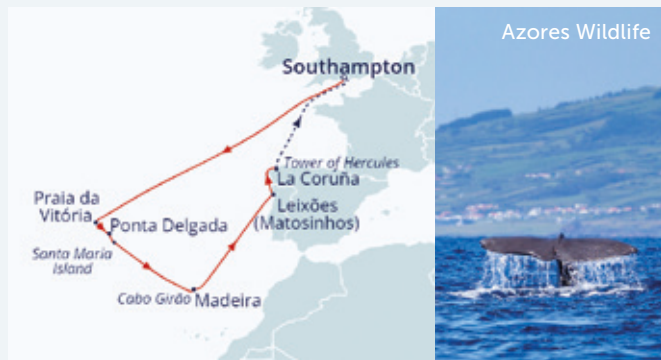 Azores Wildlife
Southampton
Tower of Hercules
La Coruña
Leixões
(Matosinhos)
Praia da
Vitória
Ponta Delgada
Santa Maria
Island
Cabo Girão
Madeira